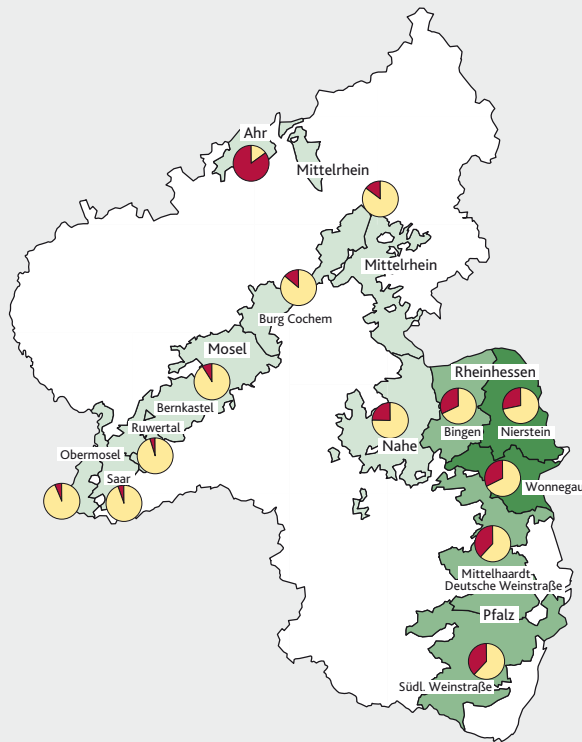 Ahr
Mittelrhein
Mittelrhein
Burg Cochem
Mosel
Rheinhessen
Bernkastel
Ruwertal
Bingen
Nierstein
Nahe
Obermosel
Saar
Wonnegau
Mittelhaardt-
Deutsche Weinstraße
Pfalz
Südl. Weinstraße